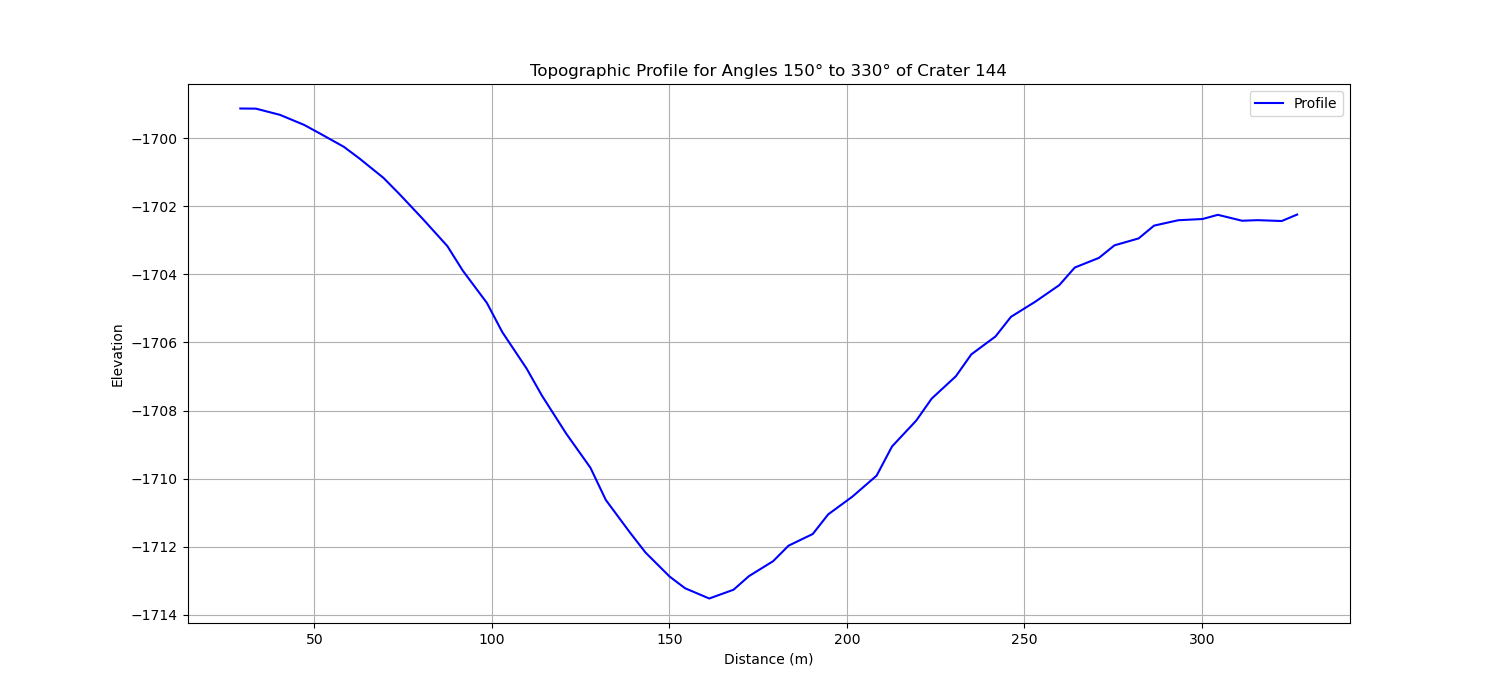 Topographic Profile for Angles 150° to 330° of Crater 144
Profile
−1700
−1702
−1704
−1706
−1708
−1710
−1712
−1714
Elevation
50 100 150 200 250 300
Distance (m)